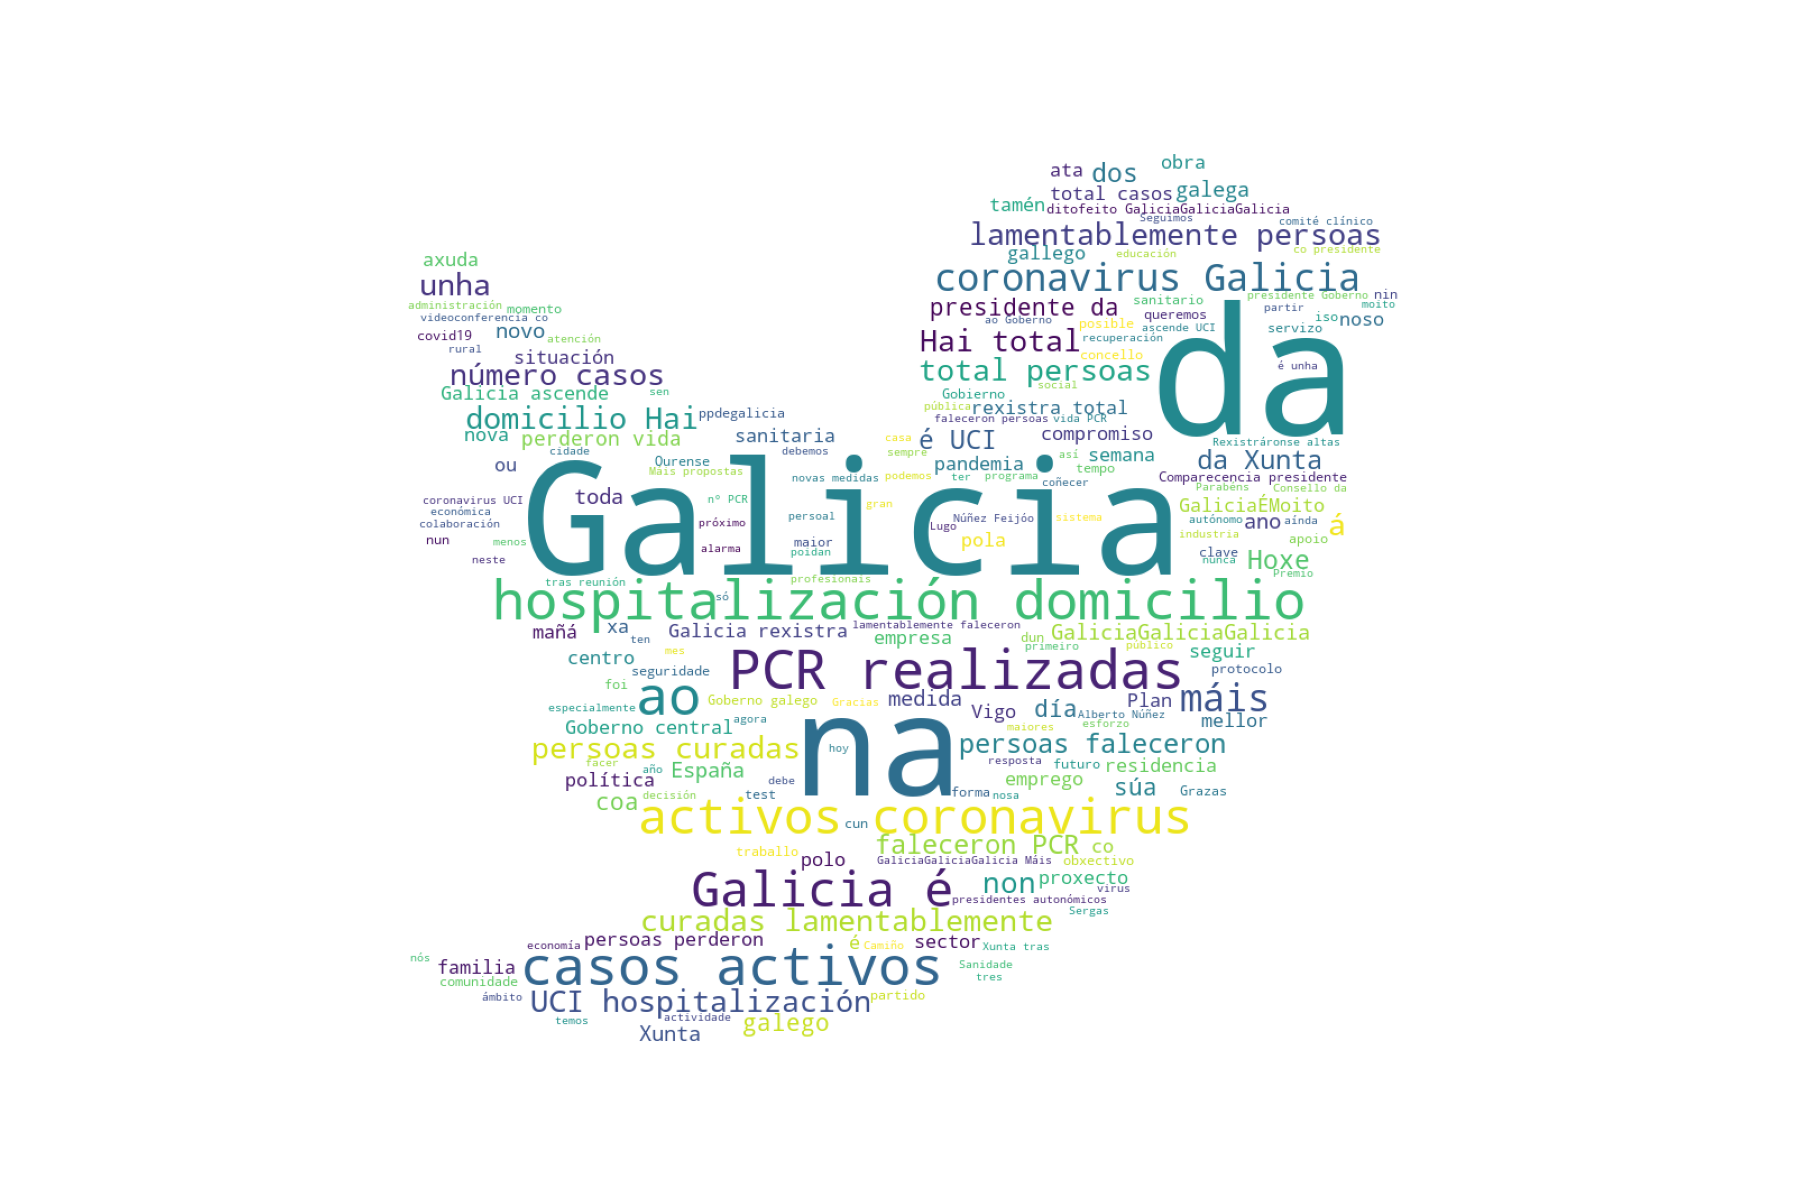 obra
ata
dos
total casos
galega
tamén
ditofeito GaliciaGaliciaGalicia
Seguimos
comité clínico
lamentablemente persoas
gallego
educación
co presidente
axuda
coronavirus Galicia
unha
administración
momento
presidente da
sanitario
presidente Goberno
nin
moito
partir
videoconferencia co
novo
covid19
atención
ao Goberno
posible
queremos
ascende UCI
servizo
iso
noso
rural
situación
Hai total
recuperación
concello
da
é unha
número casos
total persoas
Galicia ascende
sen
social
Gobierno
domicilio Hai
ppdegalicia
pública
rexistra total
faleceron persoas
vida PCR
nova
perderon vida
sanitaria
casa
é UCI
compromiso
Rexistráronse altas
cidade
debemos
sempre
así
semana
ou
Ourense
Máis propostas
pandemia
tempo
da Xunta
novas medidas
podemos
ter
programa
coñecer
Comparecencia presidente
Parabéns
Consello da
coronavirus UCI
económica
colaboración
toda
nº PCR
gran
Galicia
GaliciaÉMoito
próximo
persoal
Núñez Feijóo
sistema
autónomo
ano
aínda
á
Lugo
nun
menos
alarma
maior
poidan
pola
industria
apoio
clave
nunca
Hoxe
Premio
neste
tras reunión
profesionais
hospitalización domicilio
só
mañá
xa
ten
Galicia rexistra
lamentablemente faleceron
empresa
dun
primeiro
GaliciaGaliciaGalicia
público
centro
mes
seguridade
seguir
protocolo
foi
PCR realizadas
especialmente
ao
Goberno galego
Gracias
medida
Vigo
día
Alberto Núñez
Plan
máis
Goberno central
agora
maiores
esforzo
mellor
persoas curadas
hoy
na
persoas faleceron
facer
año
España
resposta
futuro
residencia
política
debe
emprego
súa
Grazas
coa
decisión
test
forma
nosa
activos coronavirus
cun
faleceron PCR
co
traballo
polo
GaliciaGaliciaGalicia Máis
obxectivo
Galicia é
non
proxecto
virus
presidentes autonómicos
Sergas
curadas lamentablemente
economía
persoas perderon
é
Camiño
sector
Xunta tras
nós
familia
casos activos
Sanidade
tres
comunidade
ámbito
UCI hospitalización
partido
temos
actividade
galego
Xunta